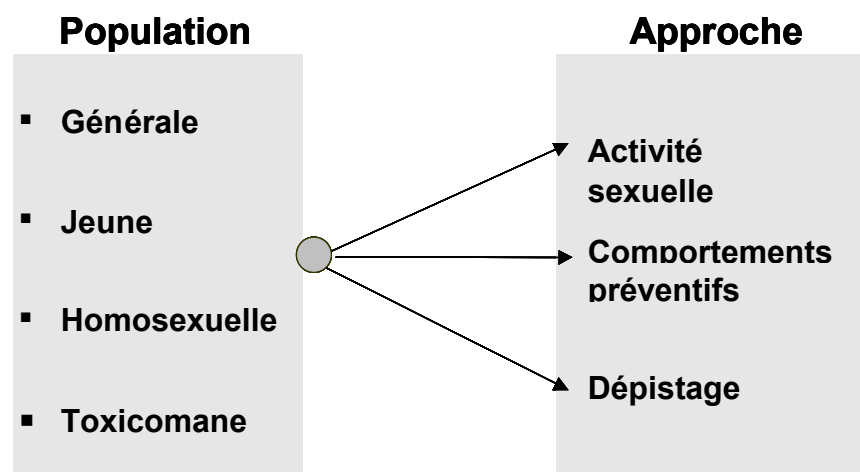 Population
▪ Générale
▪ Jeune
▪ Homosexuelle
▪ Toxicomane
Approche
Activité
sexuelle
Comportements
préventifs
Dépistage